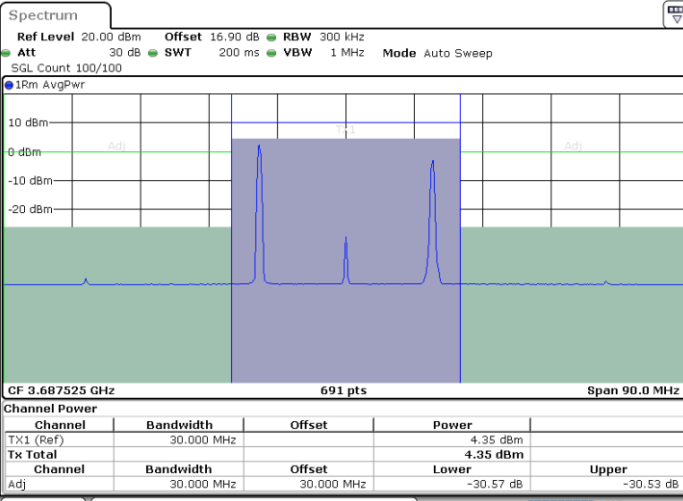 Spectrum
Ref Level 20.00 dBm Offset 16.90 dB RBW 300 kHz
Att 30 dB SWT 200 ms VBW 1 MHz Mode Auto Sweep
SGL Count 100/100
1Rm AvgPwr
10 dBm
TX1
Adj Adj
0 dBm
-10 dBm
-20 dBm
CF 3.687525 GHz 691 pts Span 90.0 MHz
Channel Power
Channel Bandwidth Offset Power
TX1 (Ref) 30.000 MHz 4.35 dBm
Tx Total 4.35 dBm
Channel Bandwidth Offset Lower Upper
Adj 30.000 MHz 30.000 MHz -30.57 dB -30.53 dB